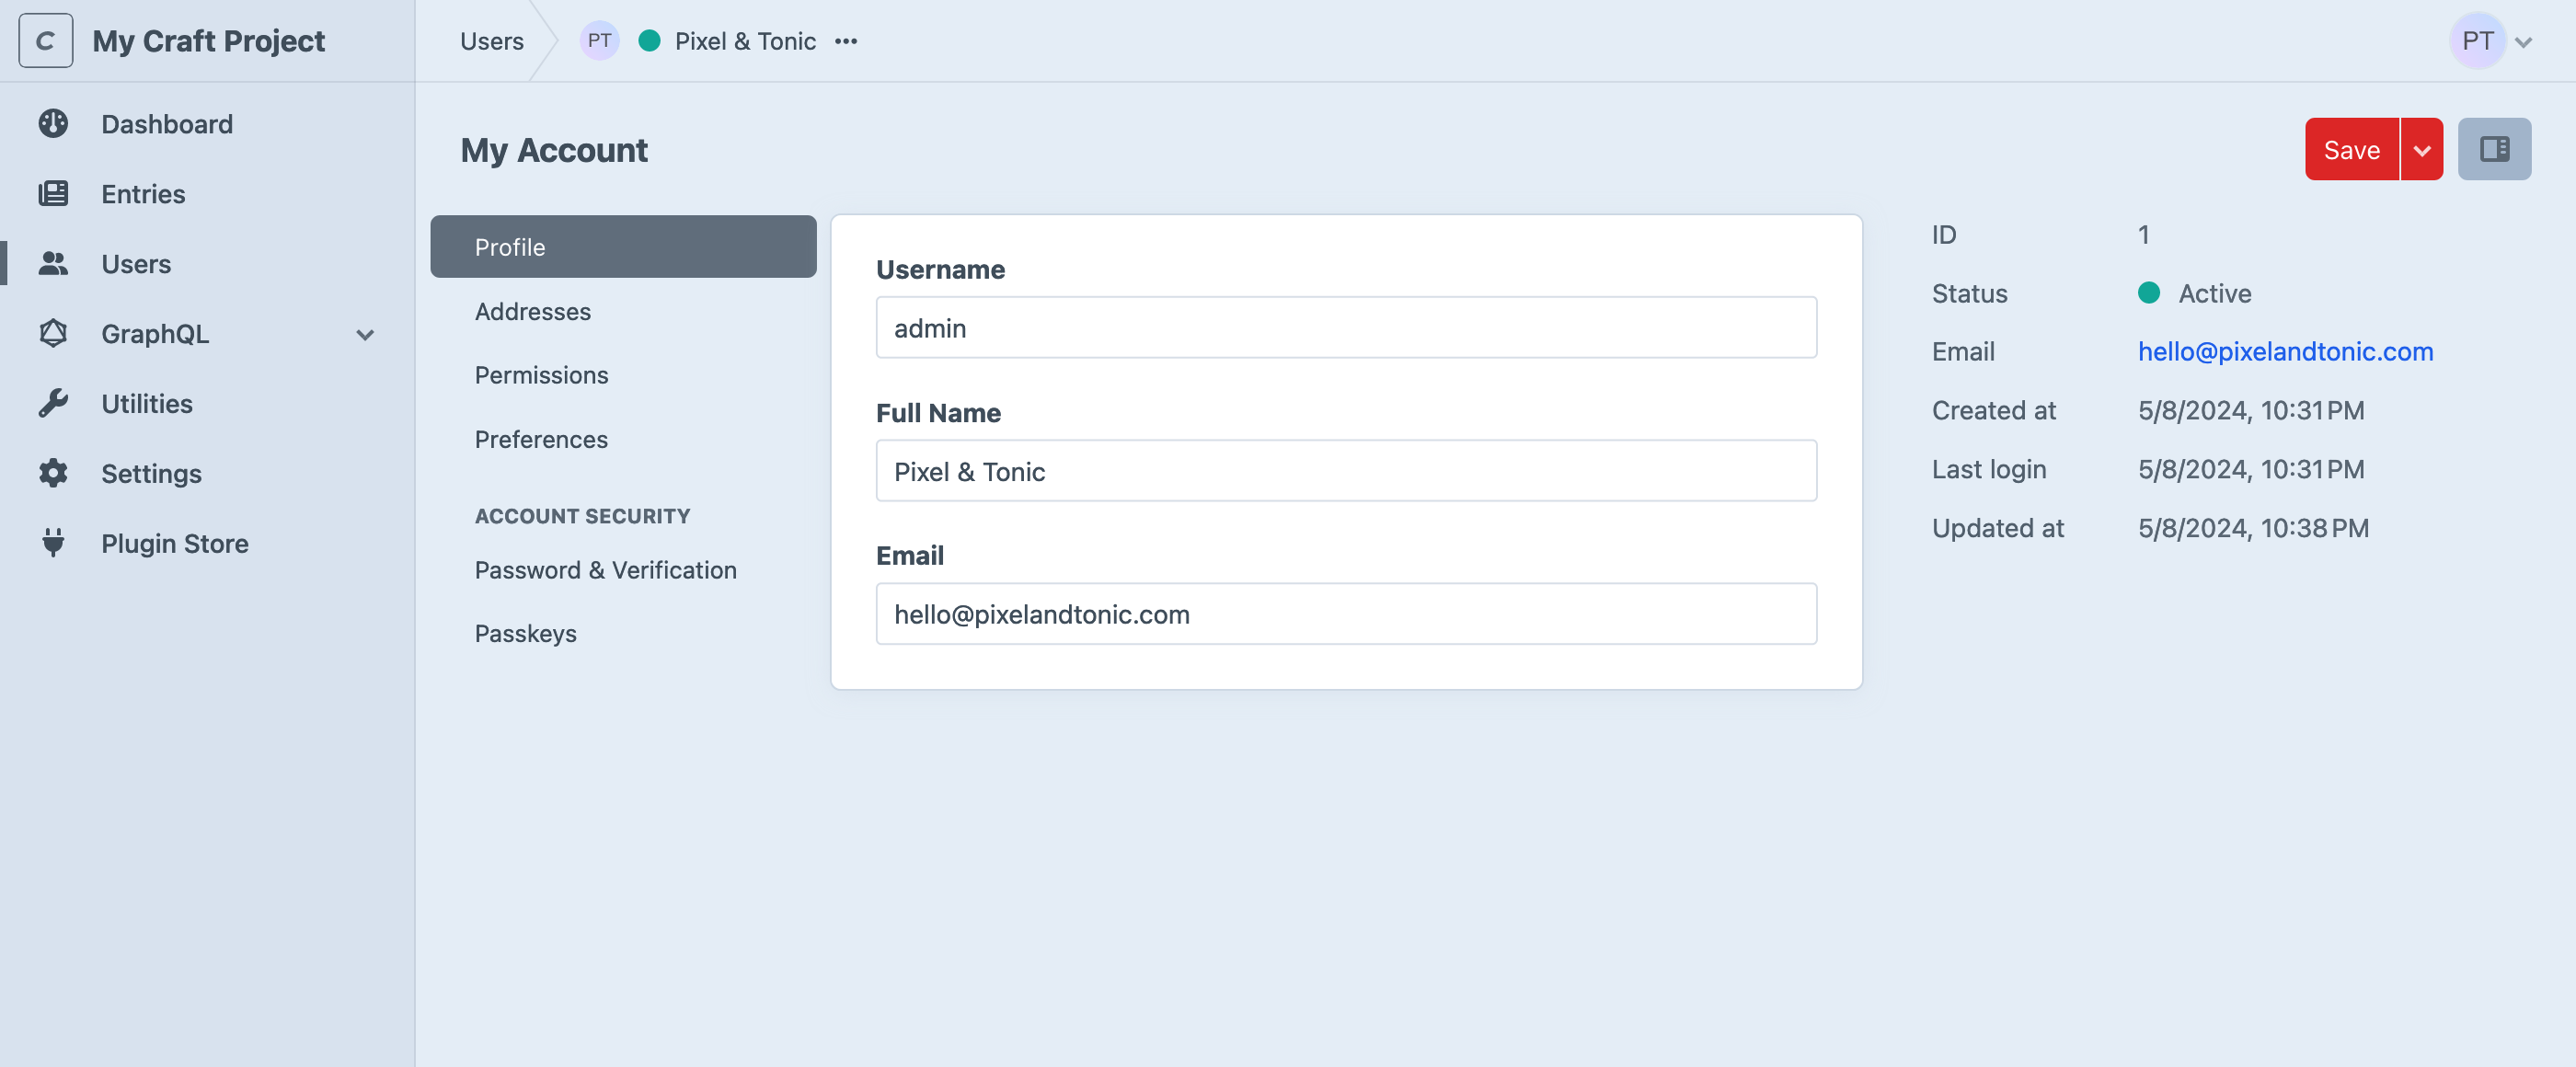 C My Craft Project
Users PT Pixel & Tonic ••• PT
Dashboard
Entries
Users
GraphQL
Utilities
Settings
Plugin Store
My Account
Save
Profile
Addresses
Permissions
Preferences
ACCOUNT SECURITY
Password & Verification
Passkeys
Username
admin
Full Name
Pixel & Tonic
Email
hello@pixelandtonic.com
ID 1
Status Active
Email hello@pixelandtonic.com
Created at 5/8/2024, 10:31 PM
Last login 5/8/2024, 10:31 PM
Updated at 5/8/2024, 10:38 PM